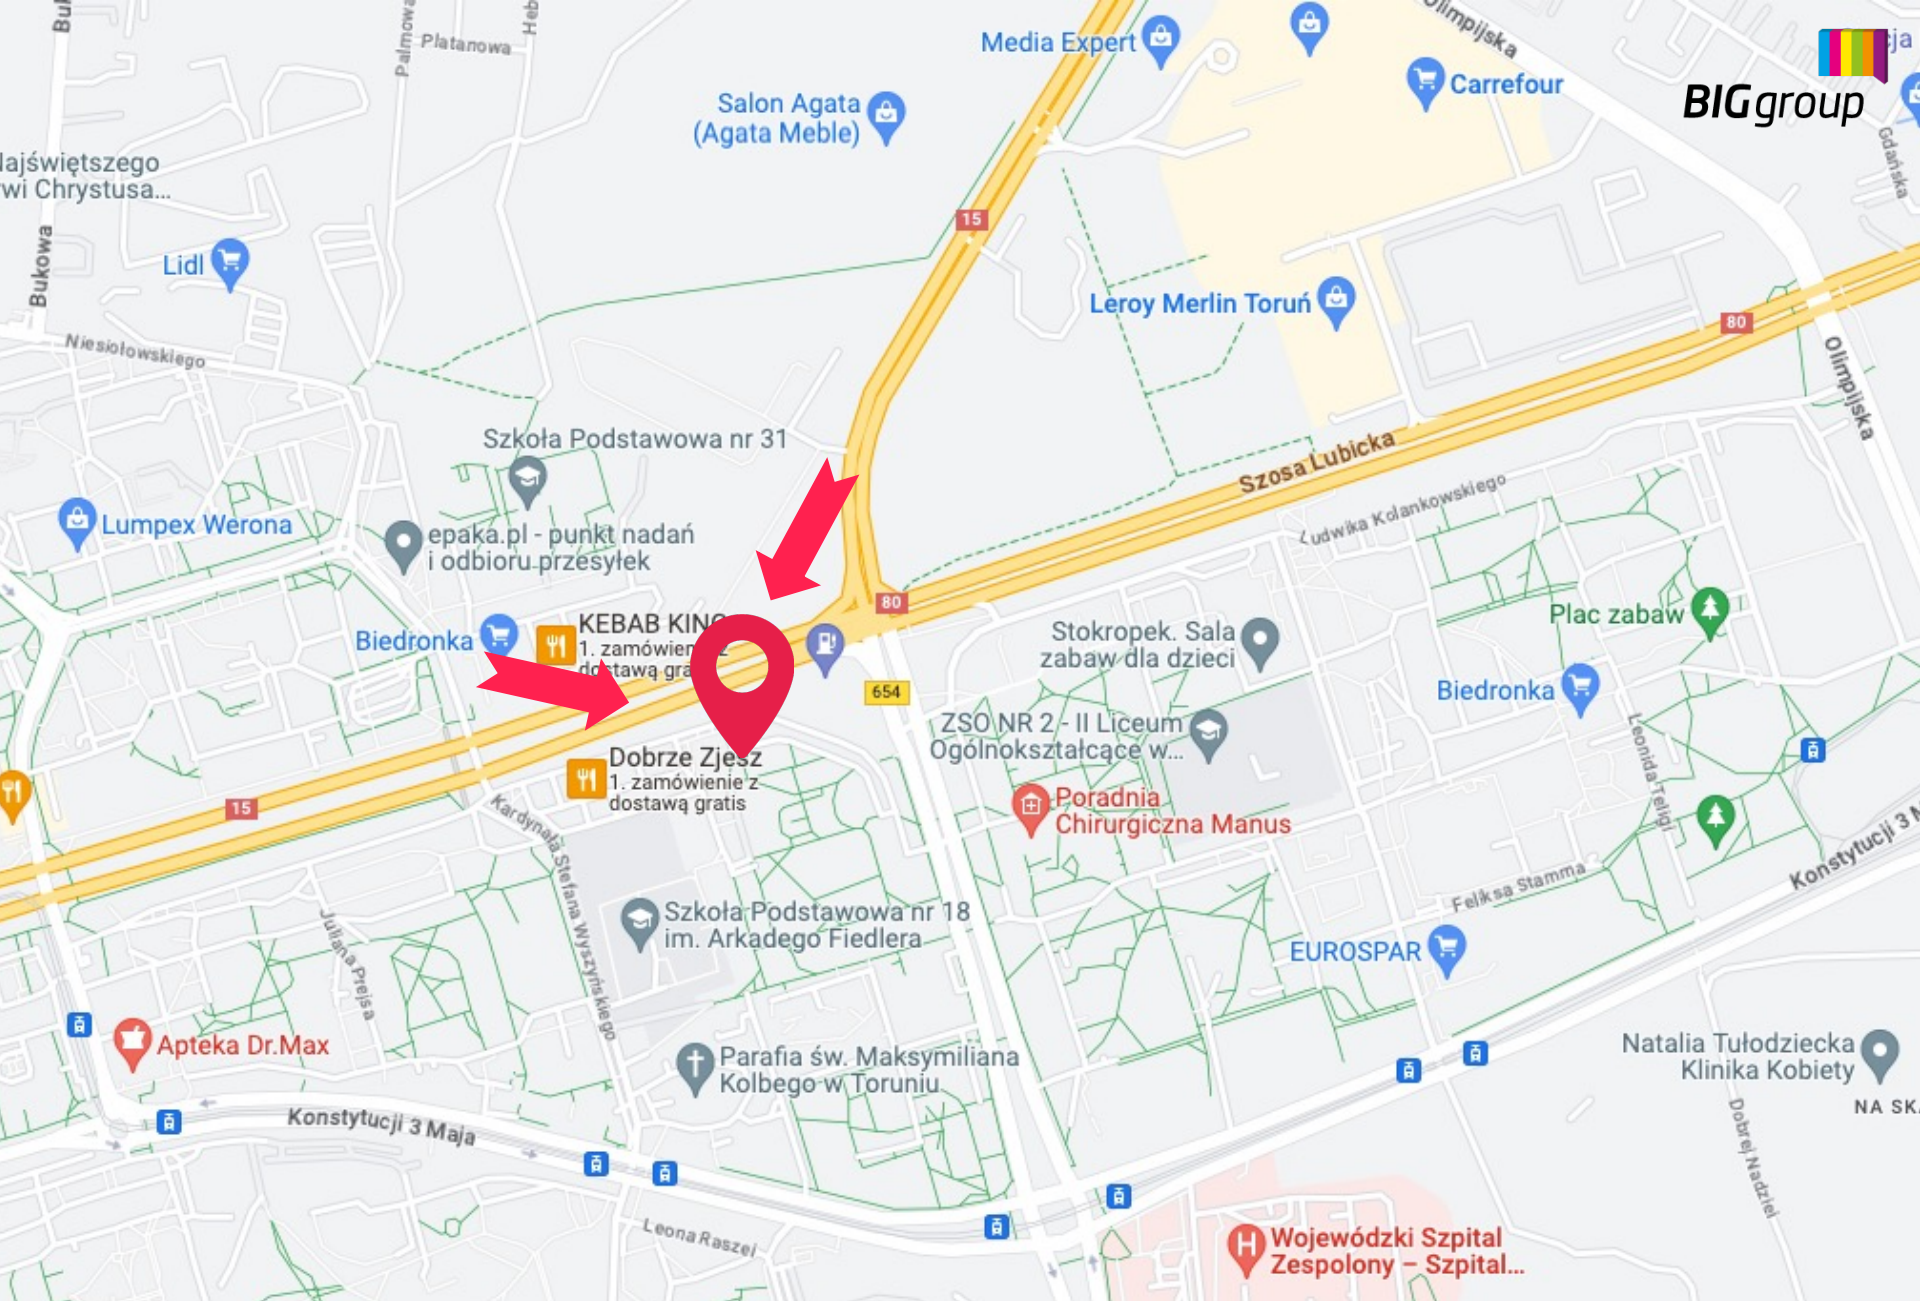 Platanowa
Palmowa
Media Expert
Olimpijska
Carrefour
BIGgroup
Salon Agata
(Agata Meble)
Gdańska
Chrystusa...
15
Bukowa
Lidl
Leroy Merlin Toruń
80
Niesiołowskiego
Olimpijska
Szkoła Podstawowa nr 31
Szosa Lubicka
Ludwika Kolankowskiego
Lumpex Werona
epaka.pl - punkt nadań
i odbioru przesyłek
80
Biedronka
KEBAB KING
1. zamówienie z
dostawą gra
Stokropek. Sala
zabaw dla dzieci
Plac zabaw
654
Biedronka
ZSO NR 2 - II Liceum
Ogólnokształcące w...
Leonida Teligi
Dobrze Zjesz
1. zamówienie z
dostawą gratis
15
Poradnia
Chirurgiczna Manus
Kardynała Stefana Wyszyńskiego
Konstytucji 3 M
Feliksa Stamma
Juliana Prejsa
Szkoła Podstawowa nr 18
im. Arkadego Fiedlera
EUROSPAR
Apteka Dr.Max
Parafia św. Maksymiliana
Kolbego w Toruniu
Natalia Tułodziecka
Klinika Kobiety
NA SK
Konstytucji 3 Maja
Dobrej Nadziei
Leona Raszei
Wojewódzki Szpital
Zespolony – Szpital...